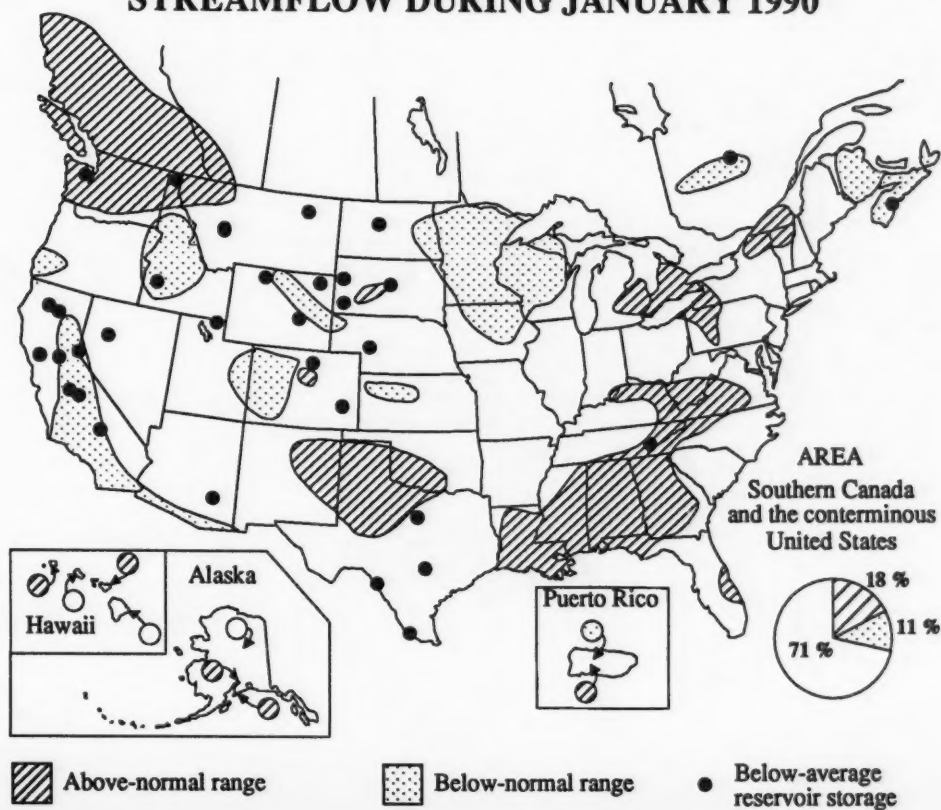 STREAMFLOW DURING JANUARY 1990
AREA
Southern Canada
and the conterminous
United States
18 %
11 %
71 %
Hawaii
Alaska
Puerto Rico
Above-normal range
Below-normal range
Below-average
reservoir storage